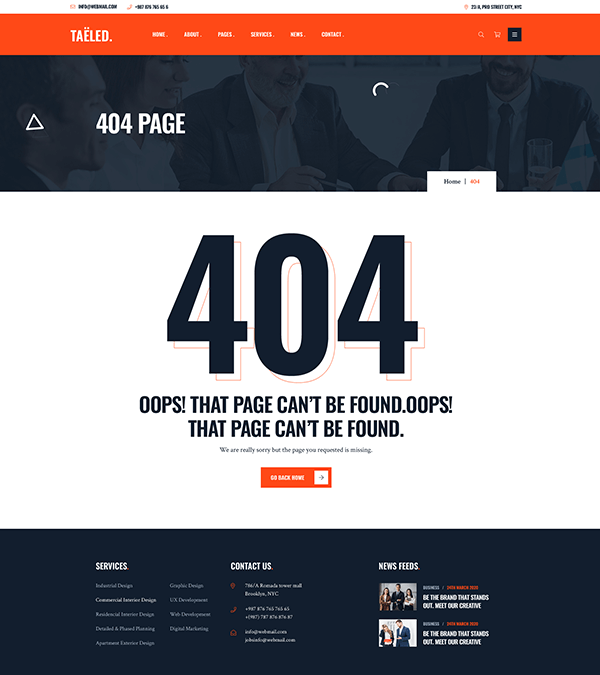 INFO@WEBMAIL.COM +987 876 765 65 6 23/A, PRO STREET CITY, NYC
TAËLED. HOME . ABOUT . PAGES . SERVICES . NEWS . CONTACT .
404 PAGE
Home | 404
404
OOPS! THAT PAGE CAN'T BE FOUND.OOPS!
THAT PAGE CAN'T BE FOUND.
We are really sorry but the page you requested is missing.
GO BACK HOME
SERVICES.
Industrial Design Graphic Design
Commercial Interior Design UX Development
Residencial Interior Design Web Development
Detailed & Phased Planning Digital Marketing
Apartment Exterior Design
CONTACT US.
786/A Romada tower mall
Brooklyn, NYC
+987 876 765 765 65
+(987) 787 876 876 87
info@webmail.com
jobsinfo@webmail.com
NEWS FEEDS.
BUSINESS / 24TH MARCH 2020
BE THE BRAND THAT STANDS
OUT. MEET OUR CREATIVE
BUSINESS / 24TH MARCH 2020
BE THE BRAND THAT STANDS
OUT. MEET OUR CREATIVE